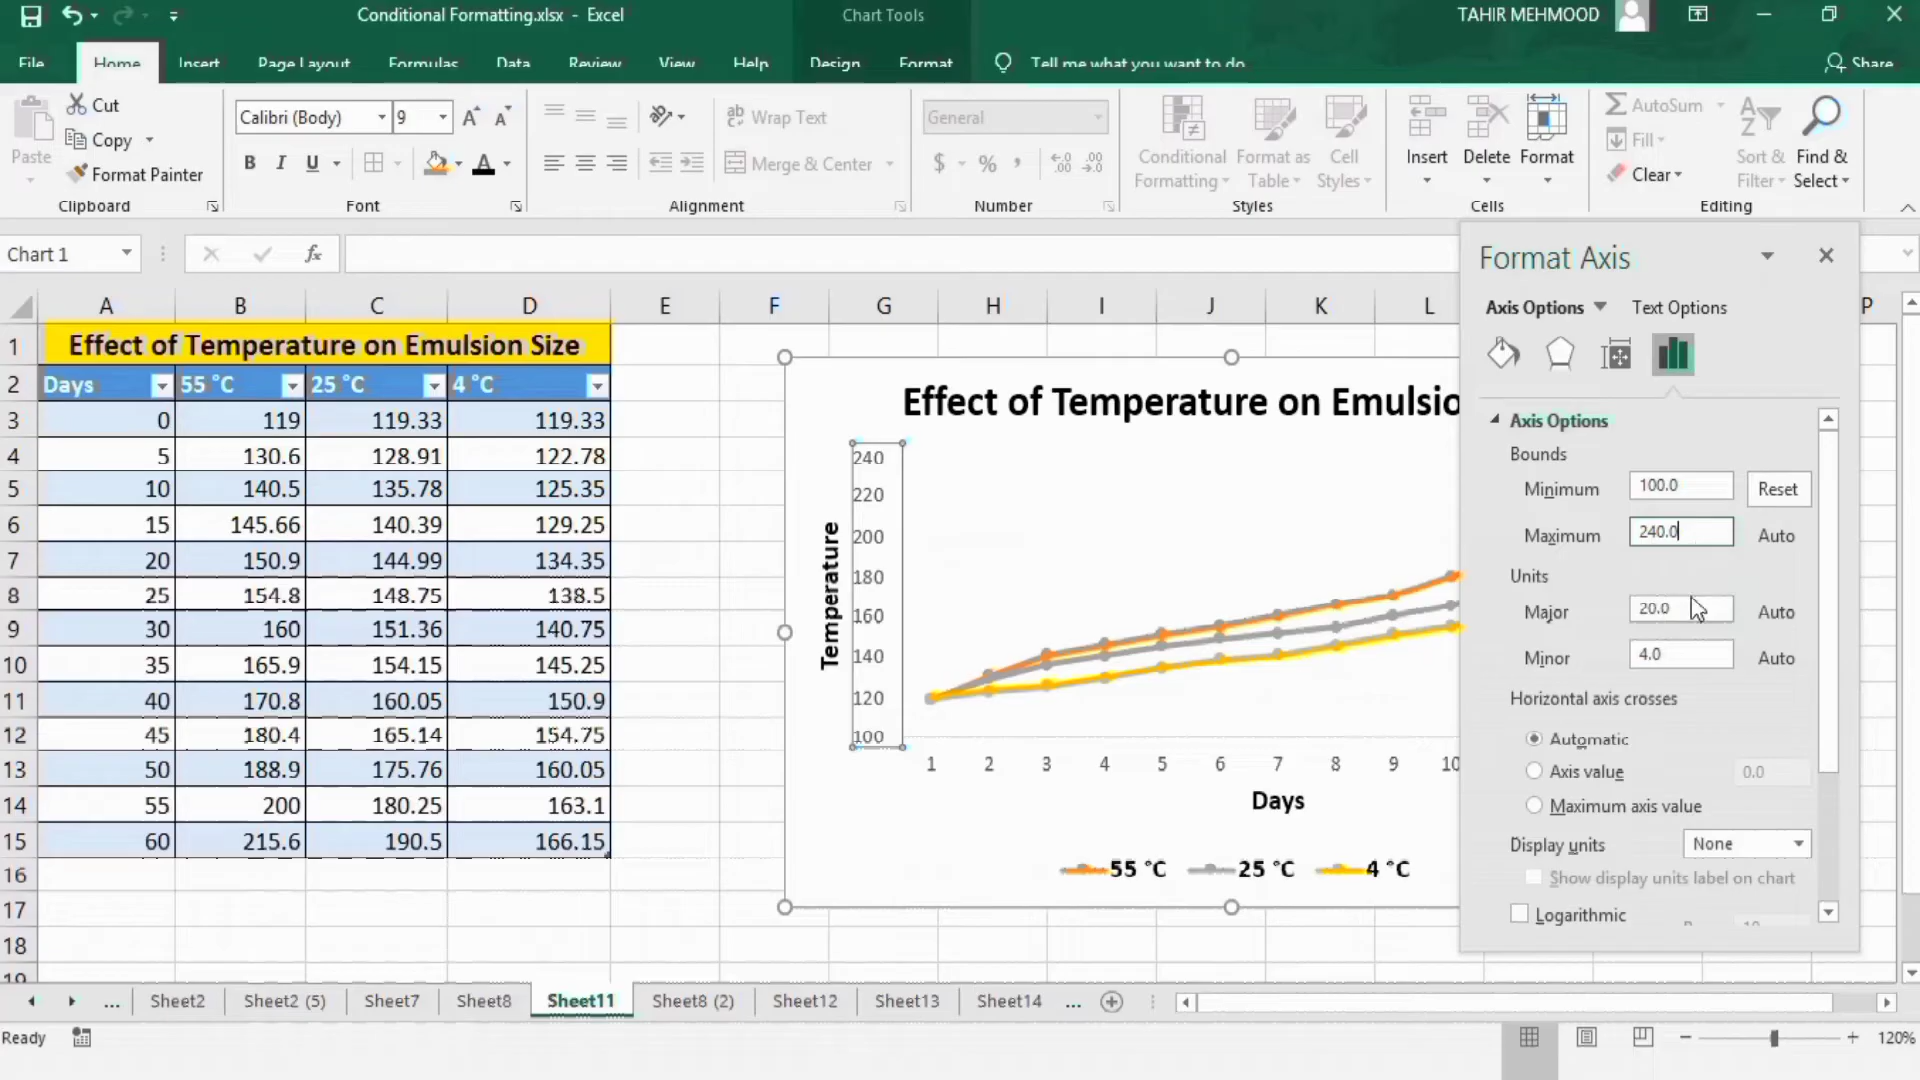 Conditional Formatting.xlsx - Excel
Chart Tools
TAHIR MEHMOOD
File Home Insert Page Layout Formulas Data Review View Help Design Format Tell me what you want to do Share
Paste
Cut
Copy
Format Painter
Clipboard
Calibri (Body) 9
B I U
Font
Wrap Text
Merge & Center
Alignment
General
$ % ,
Number
Conditional Formatting
Format as Table
Cell Styles
Styles
Insert Delete Format
Cells
AutoSum
Fill
Clear
Sort & Filter
Find & Select
Editing
Chart 1
fx
A B C D E F G H I J K L P
1 Effect of Temperature on Emulsion Size
2 Days 55 °C 25 °C 4 °C
3 0 119 119.33 119.33
4 5 130.6 128.91 122.78
5 10 140.5 135.78 125.35
6 15 145.66 140.39 129.25
7 20 150.9 144.99 134.35
8 25 154.8 148.75 138.5
9 30 160 151.36 140.75
10 35 165.9 154.15 145.25
11 40 170.8 160.05 150.9
12 45 180.4 165.14 154.75
13 50 188.9 175.76 160.05
14 55 200 180.25 163.1
15 60 215.6 190.5 166.15
16
17
18
19
Effect of Temperature on Emulsio
Temperature
240
220
200
180
160
140
120
100
1 2 3 4 5 6 7 8 9 10
Days
55 °C 25 °C 4 °C
Format Axis
Axis Options Text Options
Axis Options
Bounds
Minimum 100.0 Reset
Maximum 240.0 Auto
Units
Major 20.0 Auto
Minor 4.0 Auto
Horizontal axis crosses
Automatic
Axis value 0.0
Maximum axis value
Display units None
Show display units label on chart
Logarithmic
... Sheet2 Sheet2 (5) Sheet7 Sheet8 Sheet11 Sheet8 (2) Sheet12 Sheet13 Sheet14 ...
Ready
120%